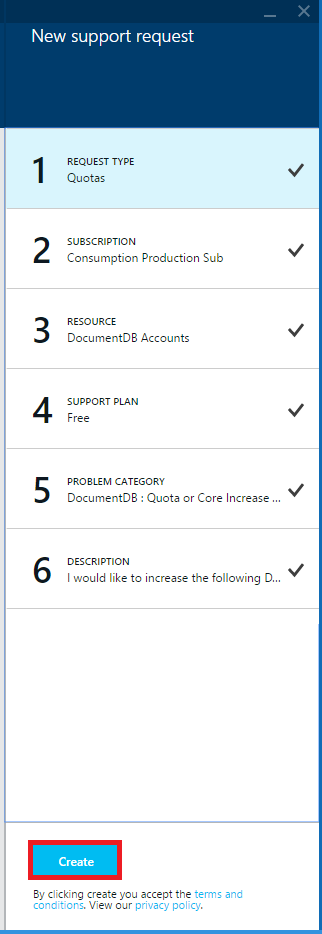 New support request
1 REQUEST TYPE
Quotas
2 SUBSCRIPTION
Consumption Production Sub
3 RESOURCE
DocumentDB Accounts
4 SUPPORT PLAN
Free
5 PROBLEM CATEGORY
DocumentDB : Quota or Core Increase ...
6 DESCRIPTION
I would like to increase the following D...
Create
By clicking create you accept the terms and
conditions. View our privacy policy.